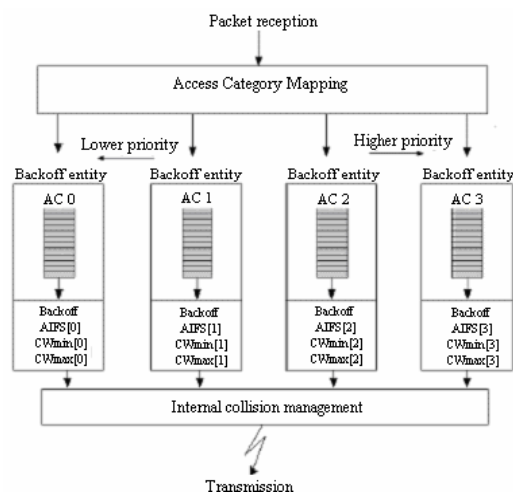 Packet reception
Access Category Mapping
Lower priority
Higher priority
Backoff entity
Backoff entity
Backoff entity
Backoff entity
AC 0
AC 1
AC 2
AC 3
Backoff
AIFS[0]
CWmin[0]
CWmax[0]
Backoff
AIFS[1]
CWmin[1]
CWmax[1]
Backoff
AIFS[2]
CWmin[2]
CWmax[2]
Backoff
AIFS[3]
CWmin[3]
CWmax[3]
Internal collision management
Transmission